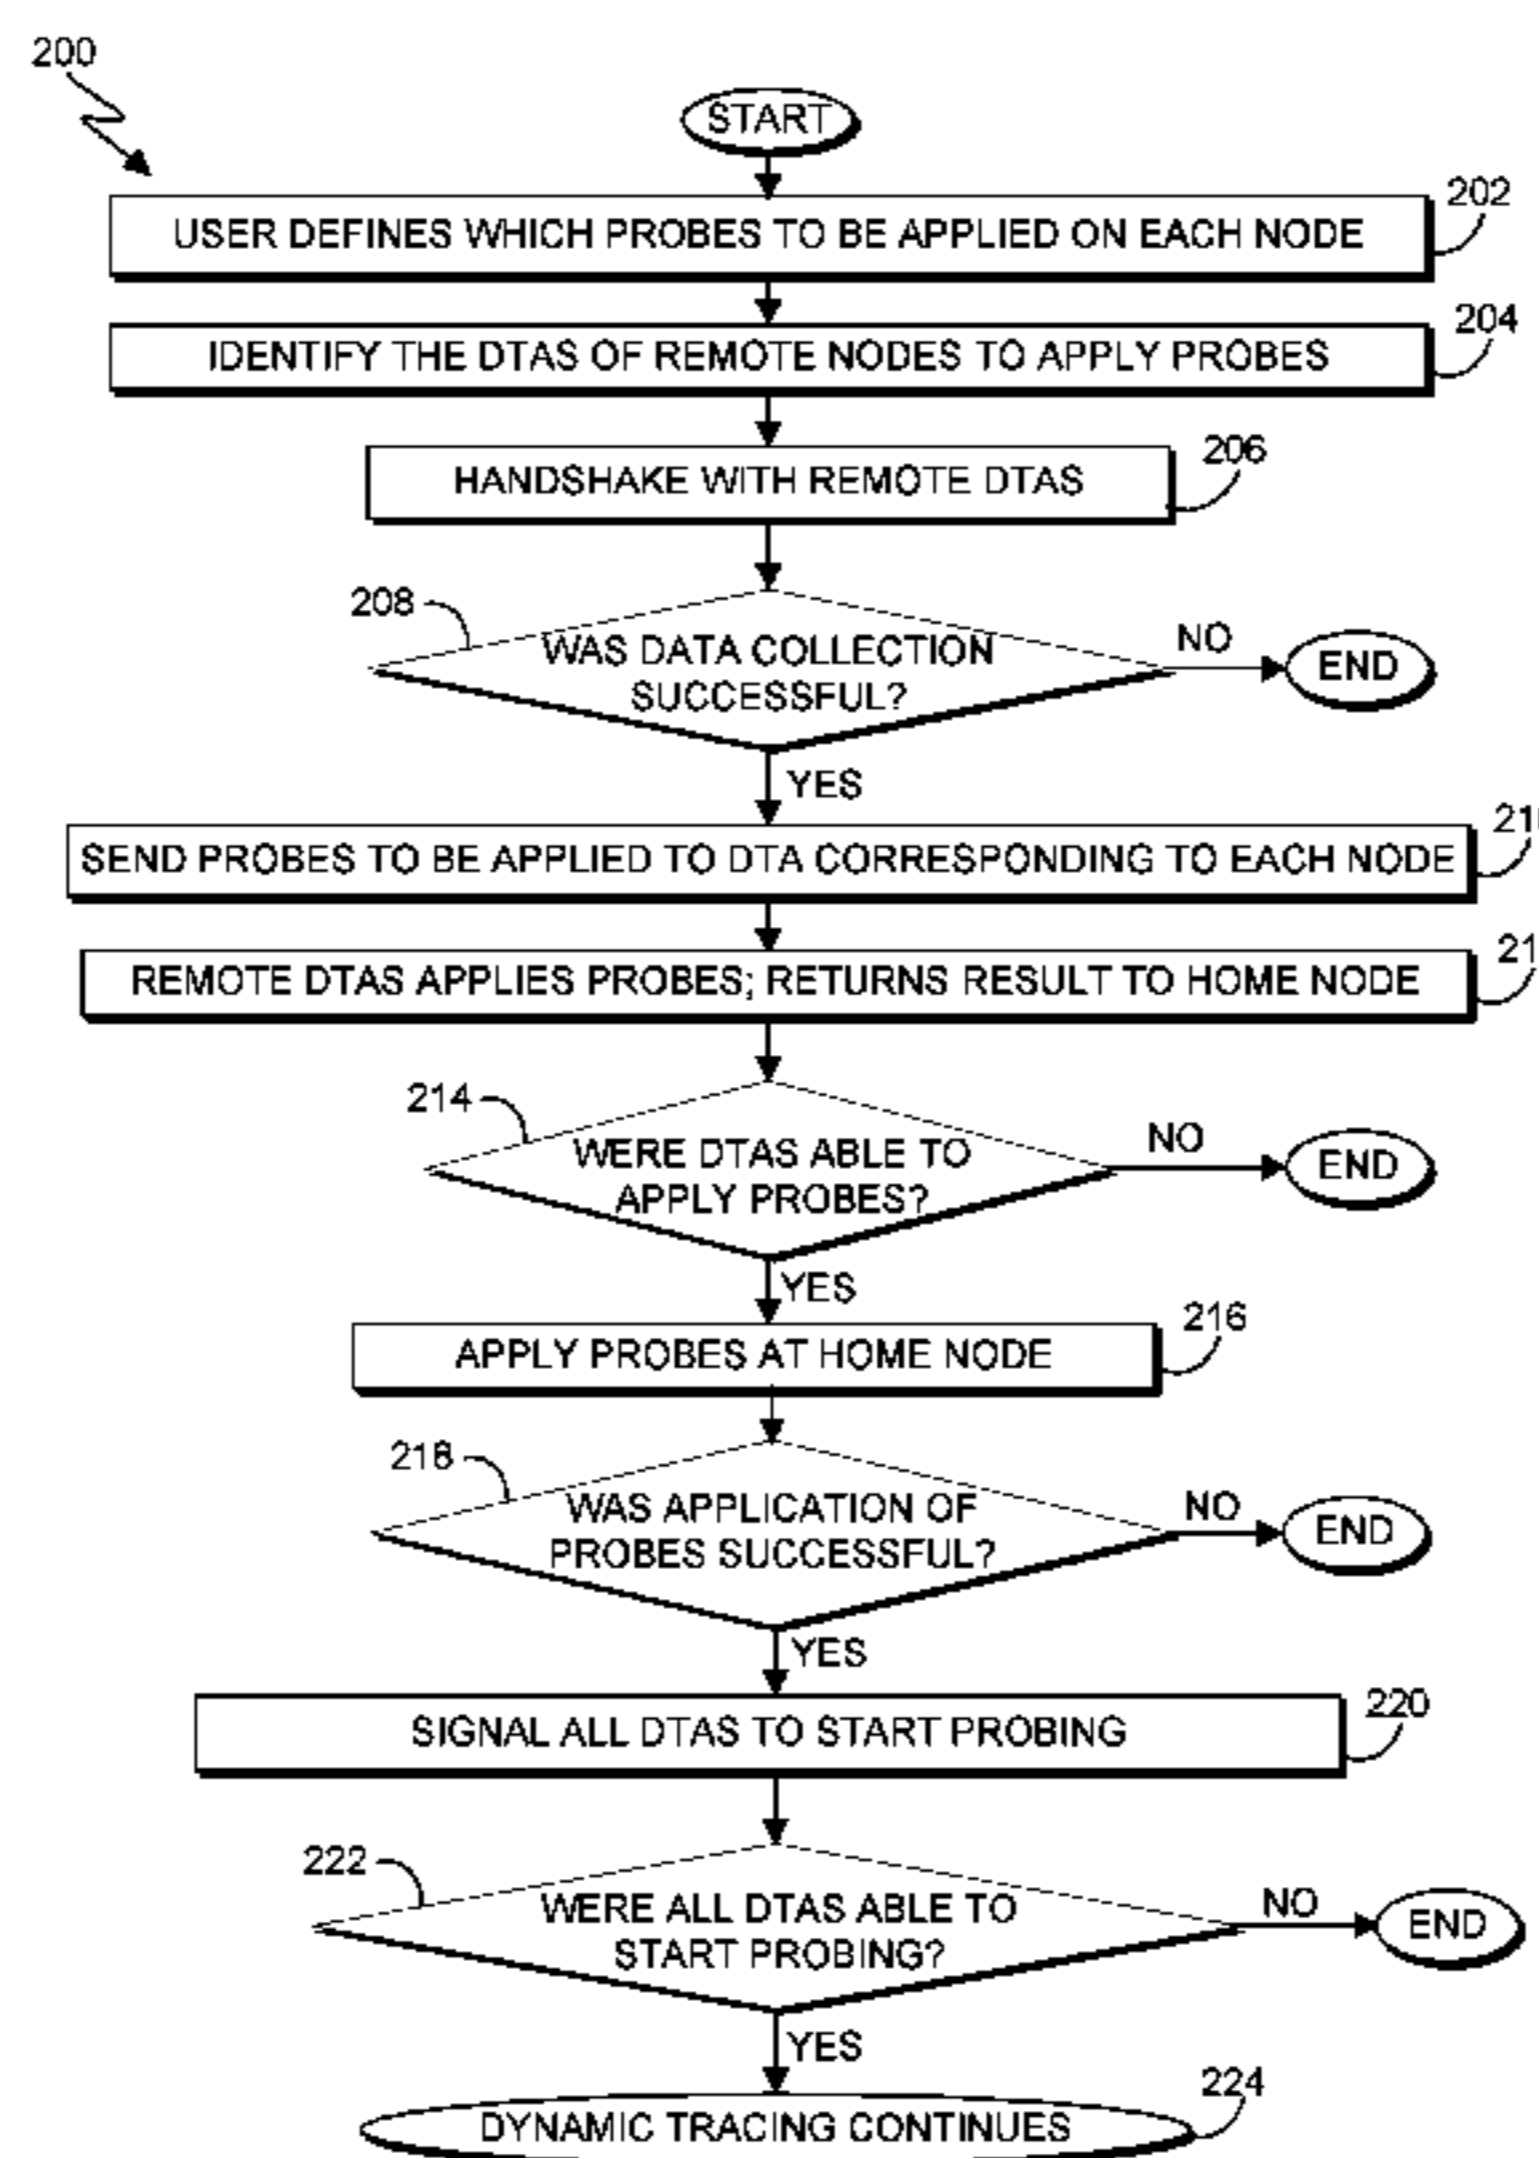 200
START
202
USER DEFINES WHICH PROBES TO BE APPLIED ON EACH NODE
204
IDENTIFY THE DTAS OF REMOTE NODES TO APPLY PROBES
206
HANDSHAKE WITH REMOTE DTAS
208
WAS DATA COLLECTION
SUCCESSFUL?
NO
END
YES
SEND PROBES TO BE APPLIED TO DTA CORRESPONDING TO EACH NODE
REMOTE DTAS APPLIES PROBES; RETURNS RESULT TO HOME NODE
214
WERE DTAS ABLE TO
APPLY PROBES?
NO
END
YES
216
APPLY PROBES AT HOME NODE
218
WAS APPLICATION OF
PROBES SUCCESSFUL?
NO
END
YES
220
SIGNAL ALL DTAS TO START PROBING
222
WERE ALL DTAS ABLE TO
START PROBING?
NO
END
YES
224
DYNAMIC TRACING CONTINUES